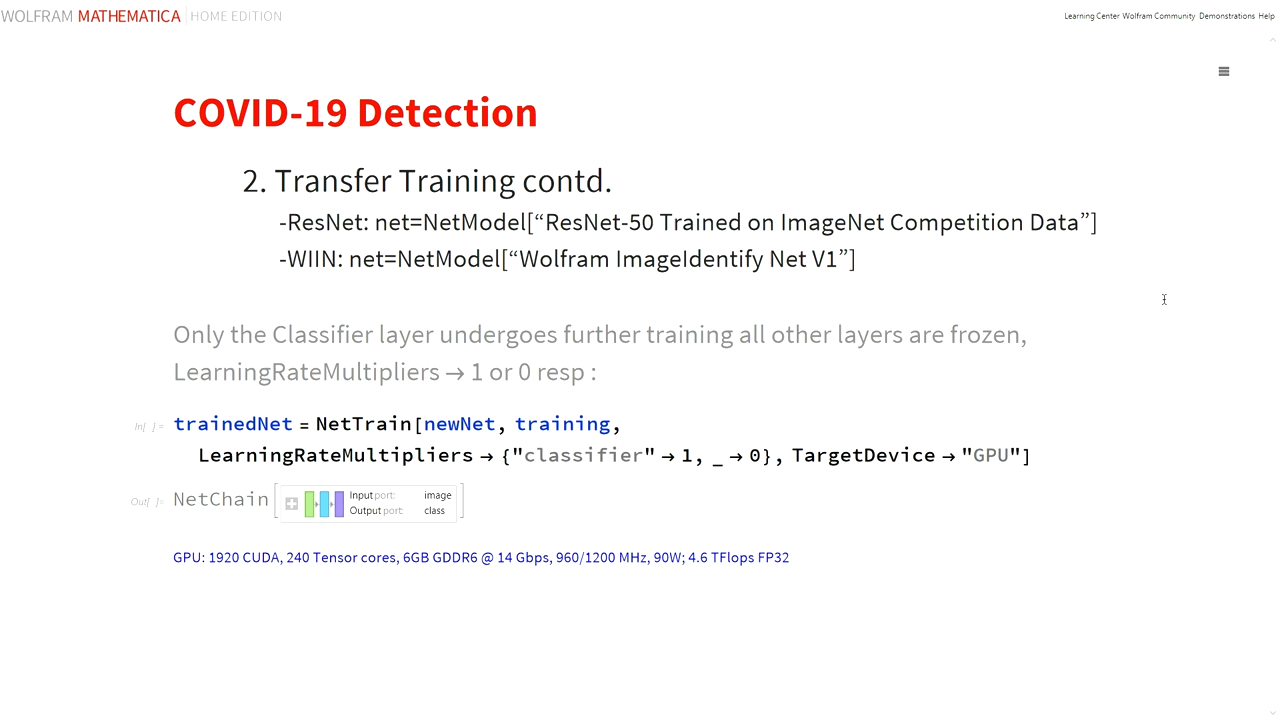 WOLFRAM MATHEMATICA | HOME EDITION
Learning Center Wolfram Community Demonstrations Help
COVID-19 Detection
2. Transfer Training contd.
-ResNet: net=NetModel[“ResNet-50 Trained on ImageNet Competition Data”]
-WIIN: net=NetModel[“Wolfram ImageIdentify Net V1”]
Only the Classifier layer undergoes further training all other layers are frozen,
LearningRateMultipliers → 1 or 0 resp :
In[ ]:= trainedNet = NetTrain[newNet, training,
LearningRateMultipliers → {"classifier" → 1, _ → 0}, TargetDevice → "GPU"]
Out[ ]= NetChain[ Input port: image
Output port: class ]
GPU: 1920 CUDA, 240 Tensor cores, 6GB GDDR6 @ 14 Gbps, 960/1200 MHz, 90W; 4.6 TFlops FP32